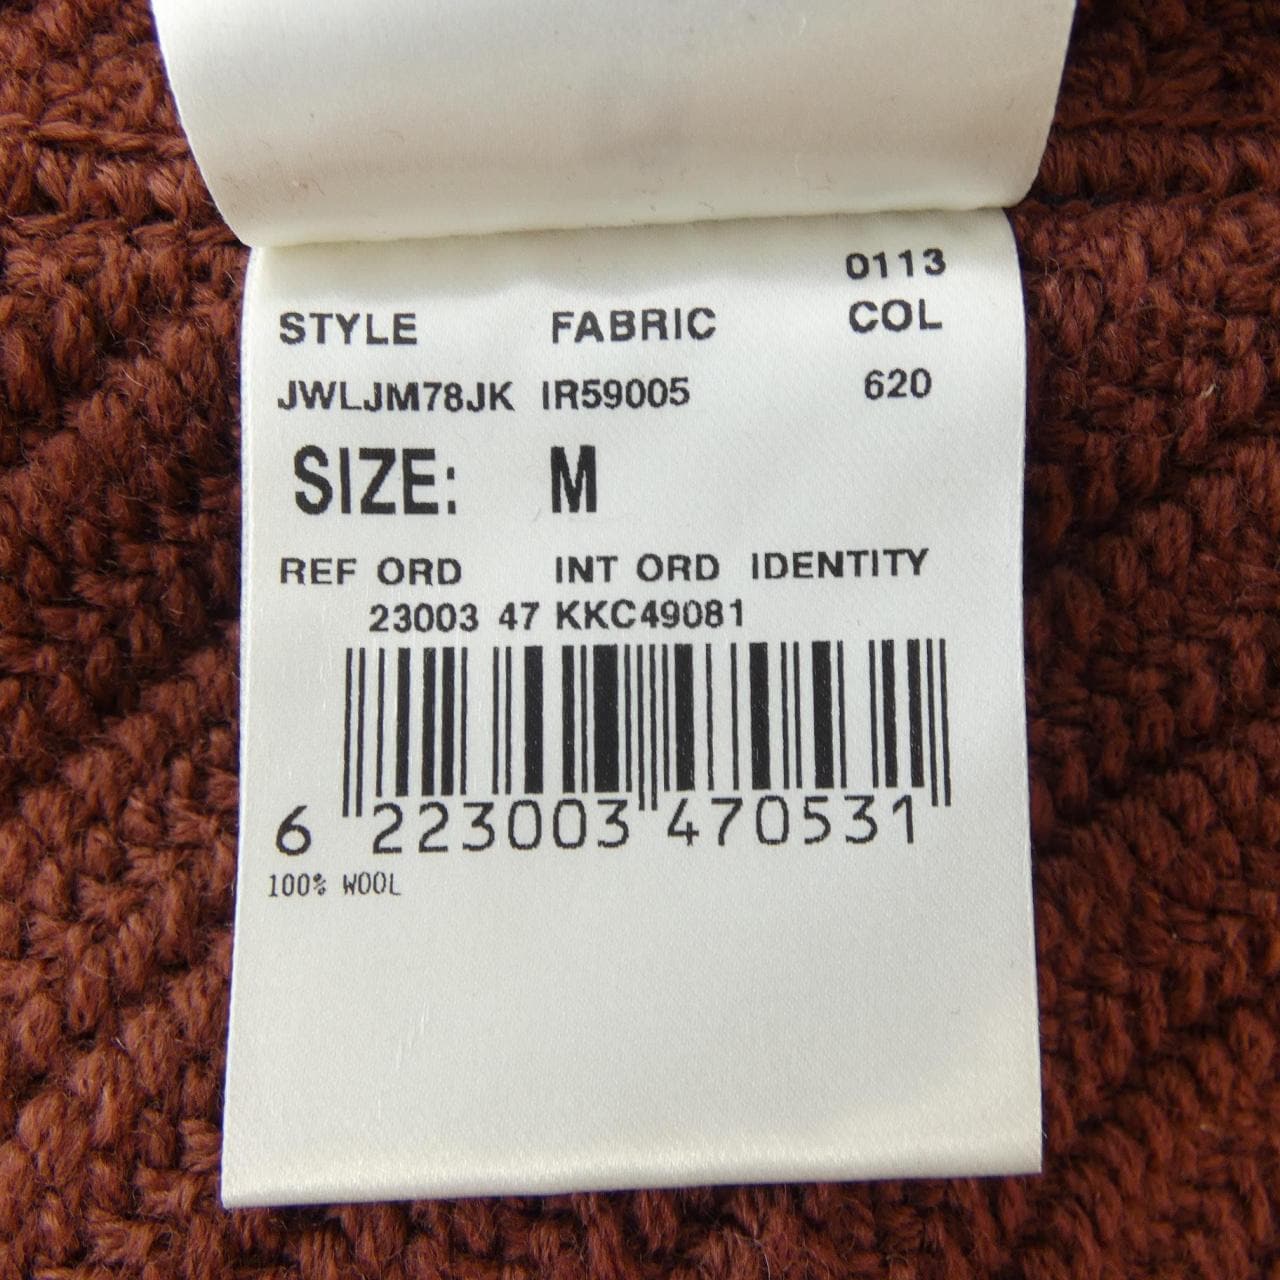 0113
STYLE FABRIC COL
JWLJM78JK IR59005 620
SIZE: M
REF ORD INT ORD IDENTITY
23003 47 KKC49081
6 223003 470531
100% WOOL